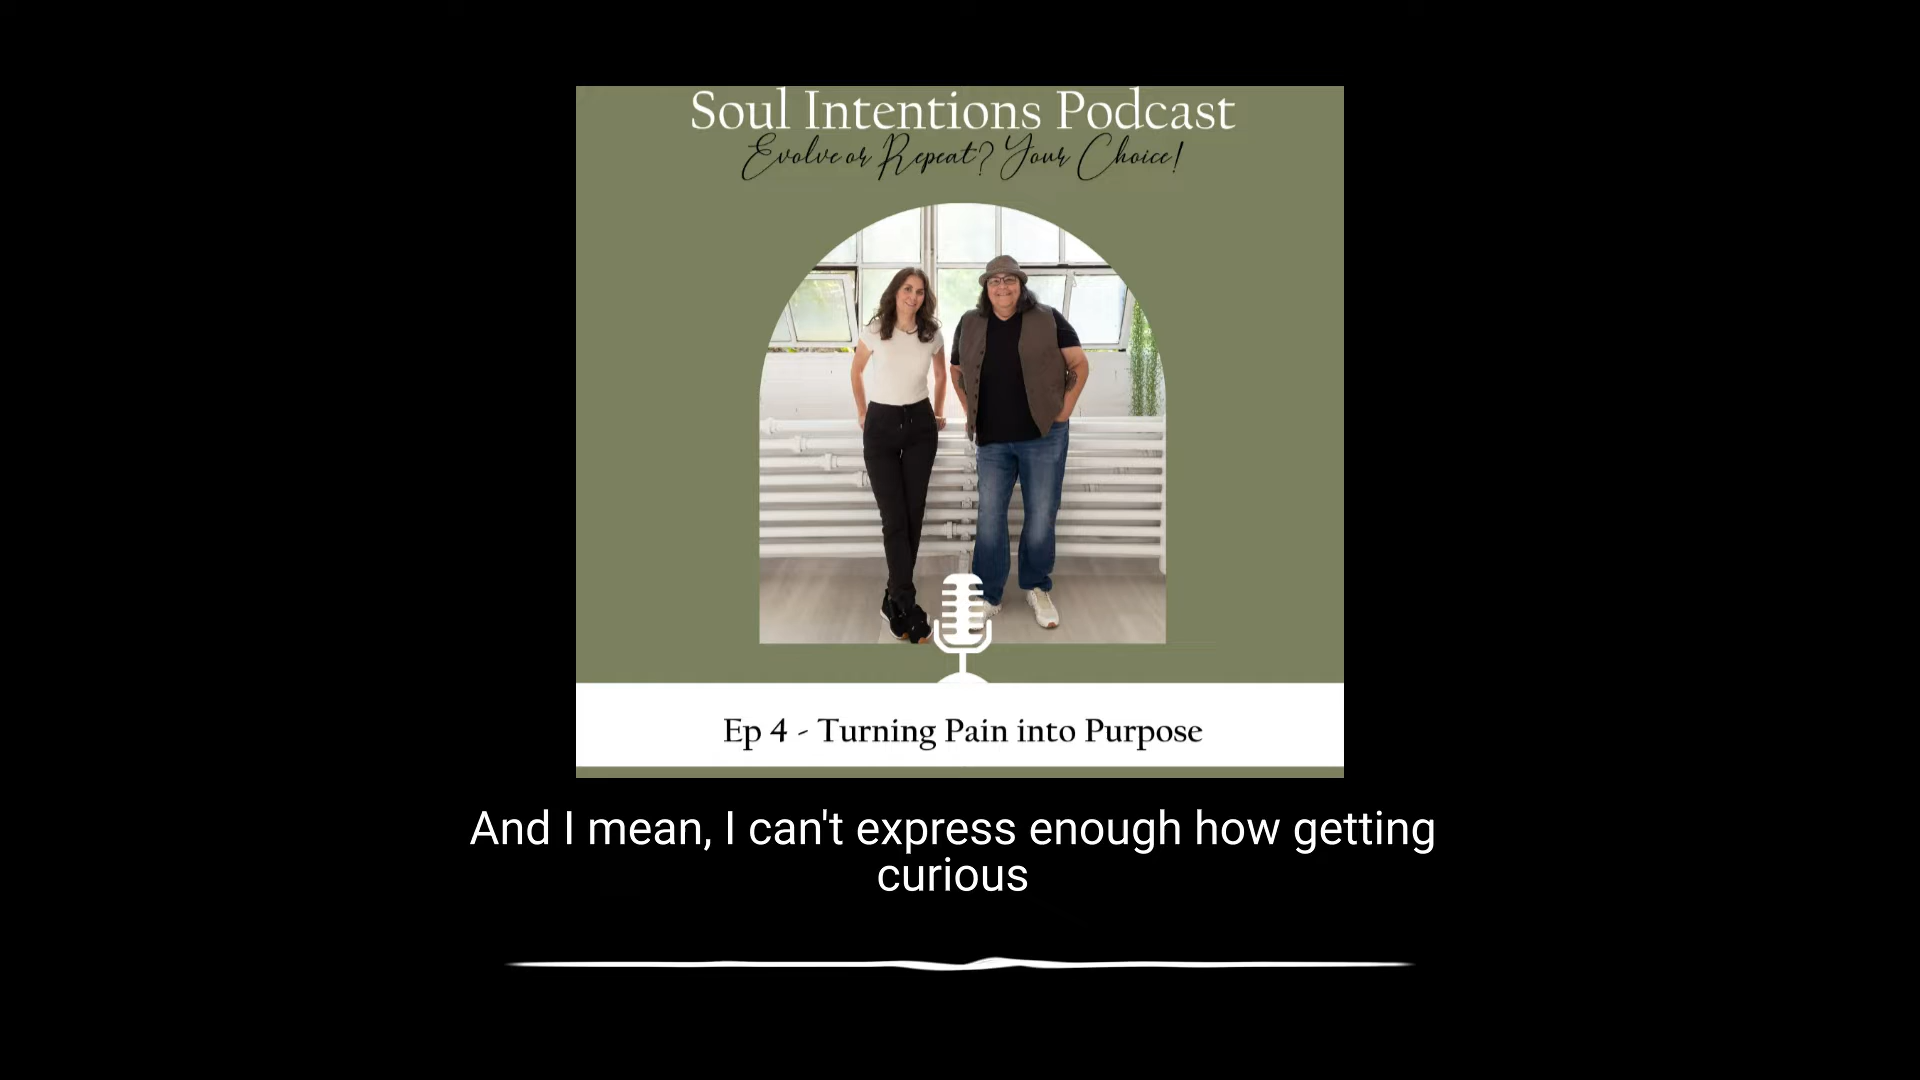 Soul Intentions Podcast
Evolve or Repeat? Your Choice!
Ep 4 - Turning Pain into Purpose
And I mean, I can't express enough how getting
curious